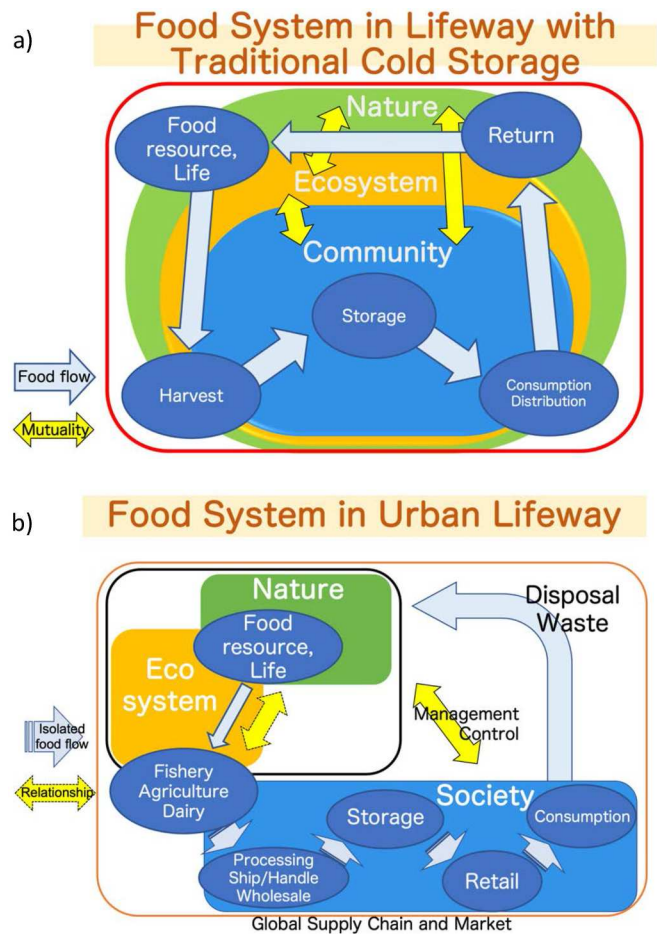 a)
Food System in Lifeway with
Traditional Cold Storage
Nature
Food
resource,
Life
Return
Ecosystem
Community
Storage
Food flow
Harvest
Consumption
Distribution
Mutuality
b)
Food System in Urban Lifeway
Nature
Disposal
Waste
Food
resource,
Life
Eco
system
Management
Control
Isolated
food flow
Relationship
Fishery
Agriculture
Dairy
Society
Storage
Consumption
Processing
Ship/Handle
Wholesale
Retail
Global Supply Chain and Market